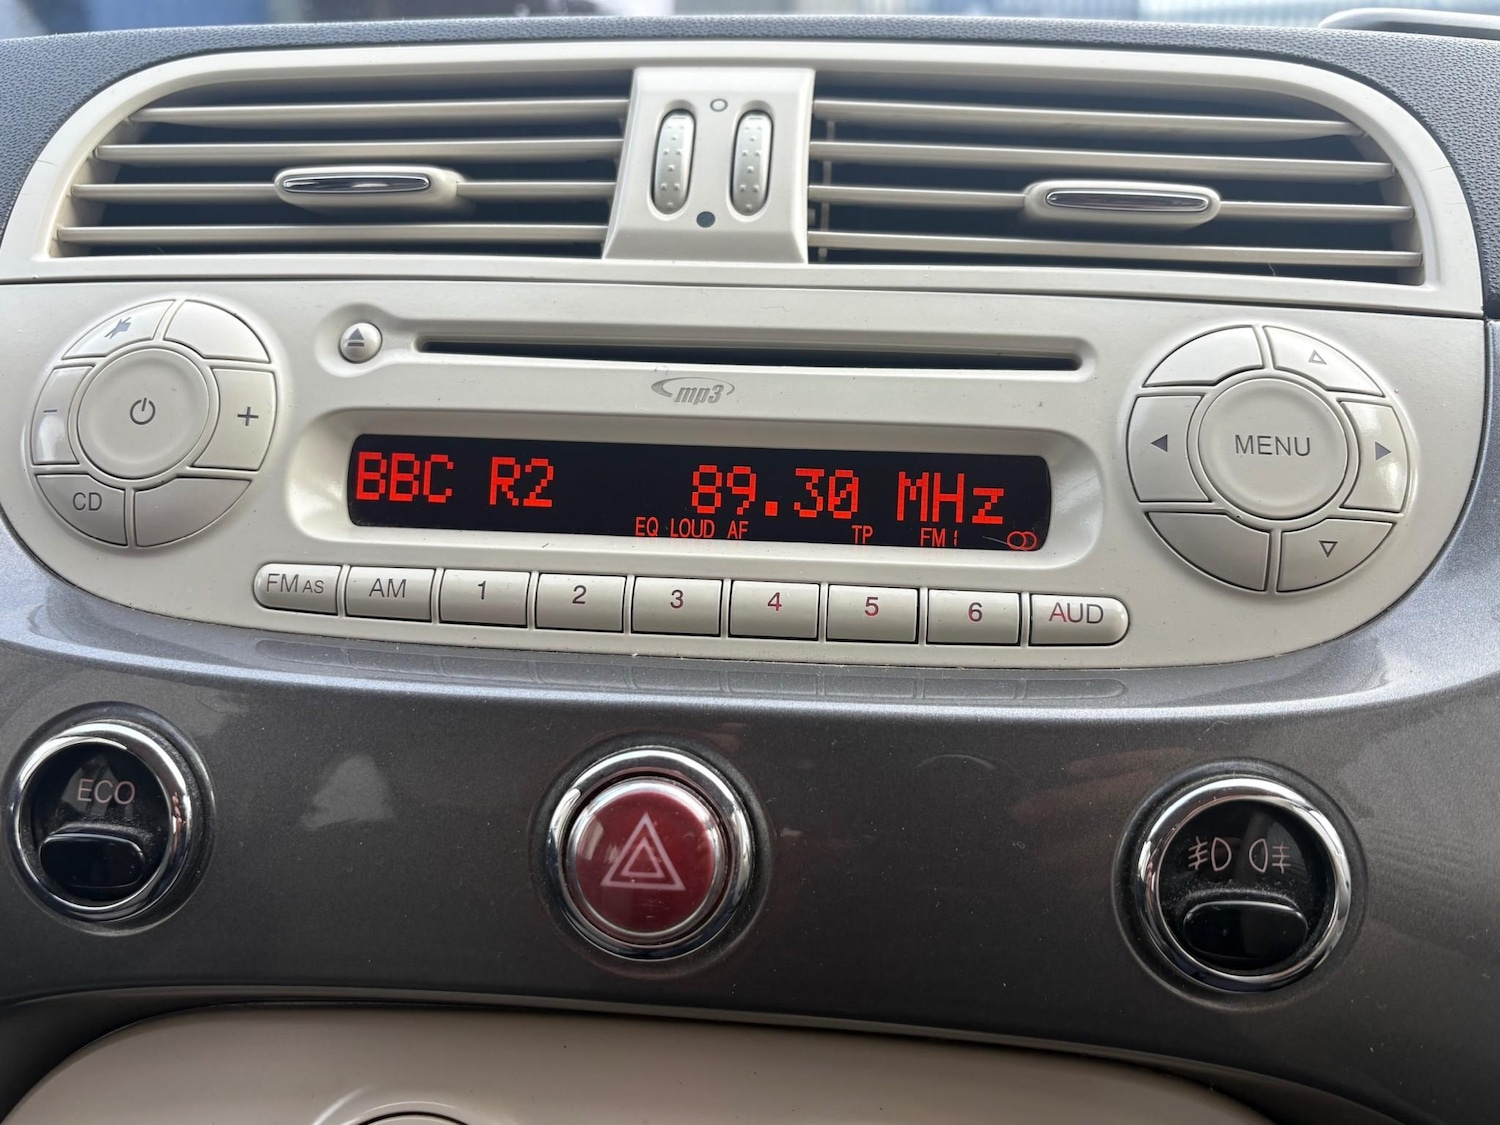 mp3
BBC R2 89.30 MHz
EQ LOUD AF TP FM1
CD
MENU
FM AS AM 1 2 3 4 5 6 AUD
ECO